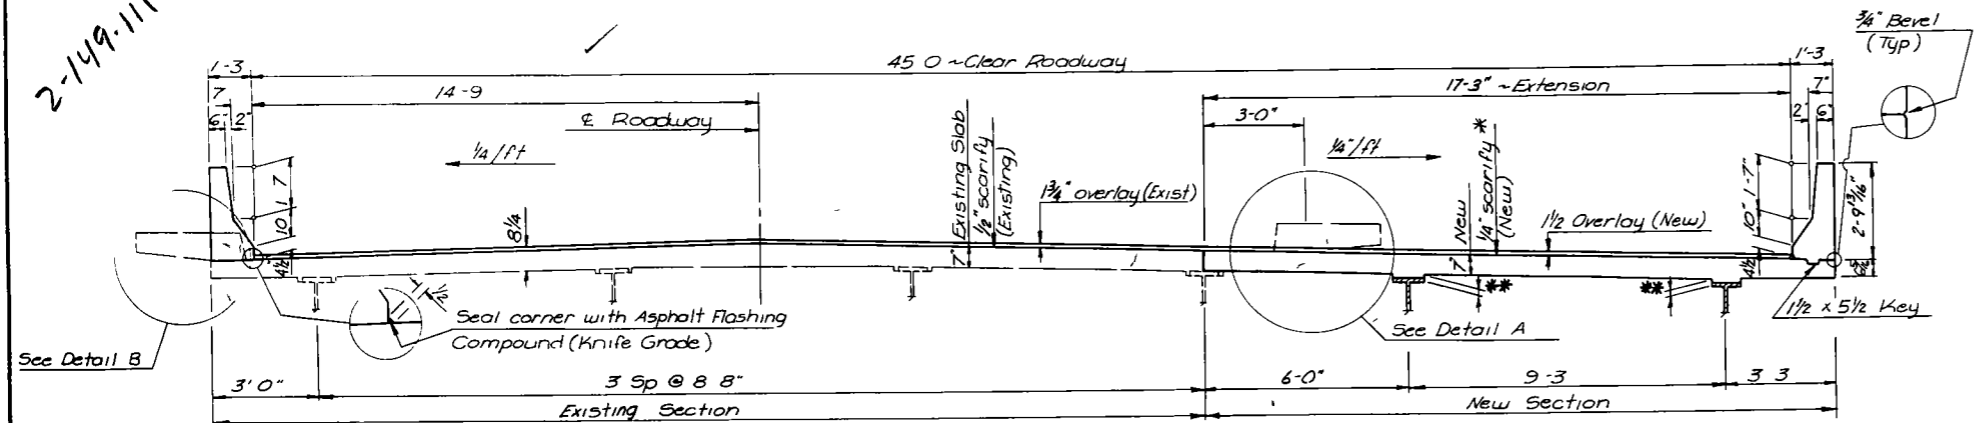 2-149-111
3/4" Bevel
(Typ)
1-3
45 0 ~Clear Roadway
1'-3
14-9
17-3" ~Extension
7
7"
6"
2"
℄ Roadway
3-0"
2"
6"
1/4/ft
1/4"/ft
Existing Slab
1/2" scarify
(Existing)
1/4" scarify *
(New)
10 1-7
8 1/4
1 3/4" overlay (Exist)
7"
7" New
1 1/2 Overlay (New)
10" 1-7"
2-9 13/16"
4 1/2
4 1/2
1/2
**
**
Seal corner with Asphalt Flashing
Compound (Knife Grade)
See Detail A
1 1/2 x 5 1/2 Key
See Detail B
3' 0"
3 Sp @ 8 8"
6-0"
9-3
3 3
Existing Section
New Section